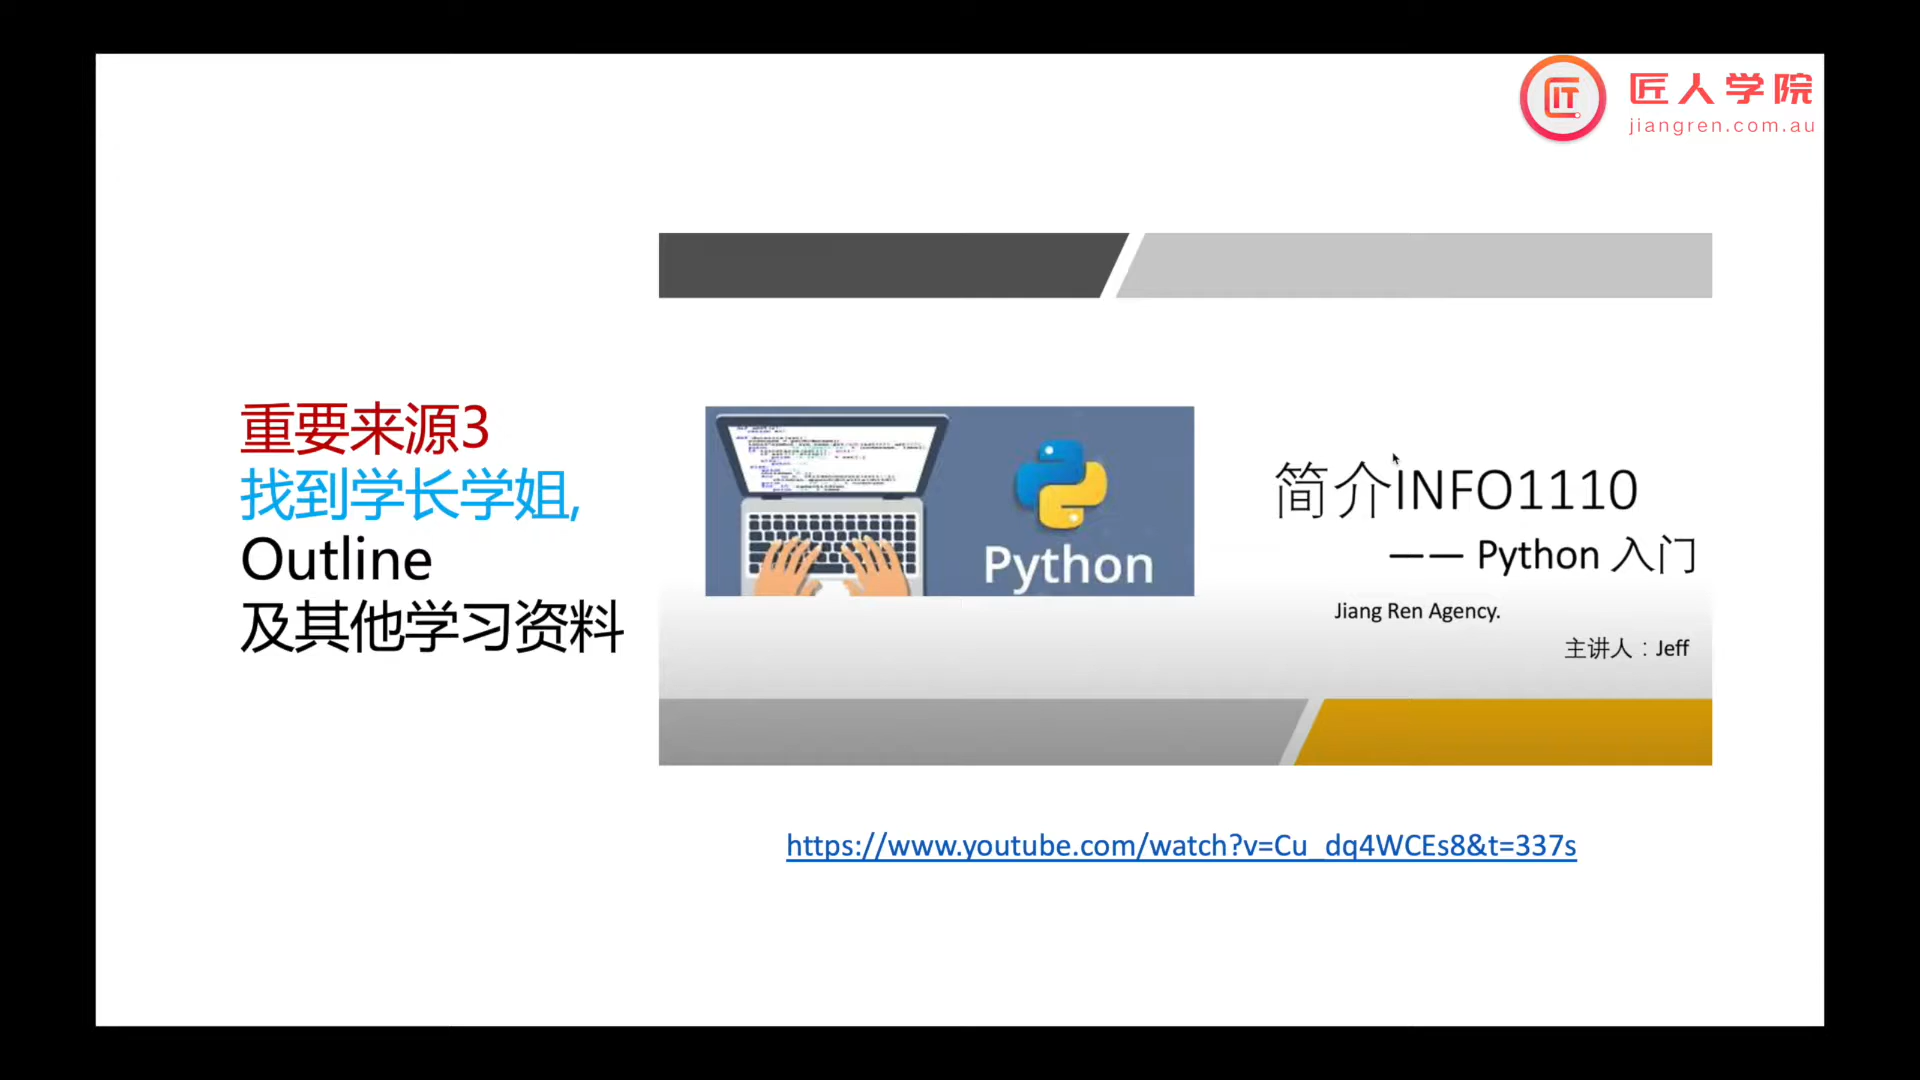 匠人学院
jiangren.com.au
重要来源3
找到学长学姐,
Outline
及其他学习资料
Python
简介INFO1110
—— Python 入门
Jiang Ren Agency.
主讲人：Jeff
https://www.youtube.com/watch?v=Cu_dq4WCEs8&t=337s